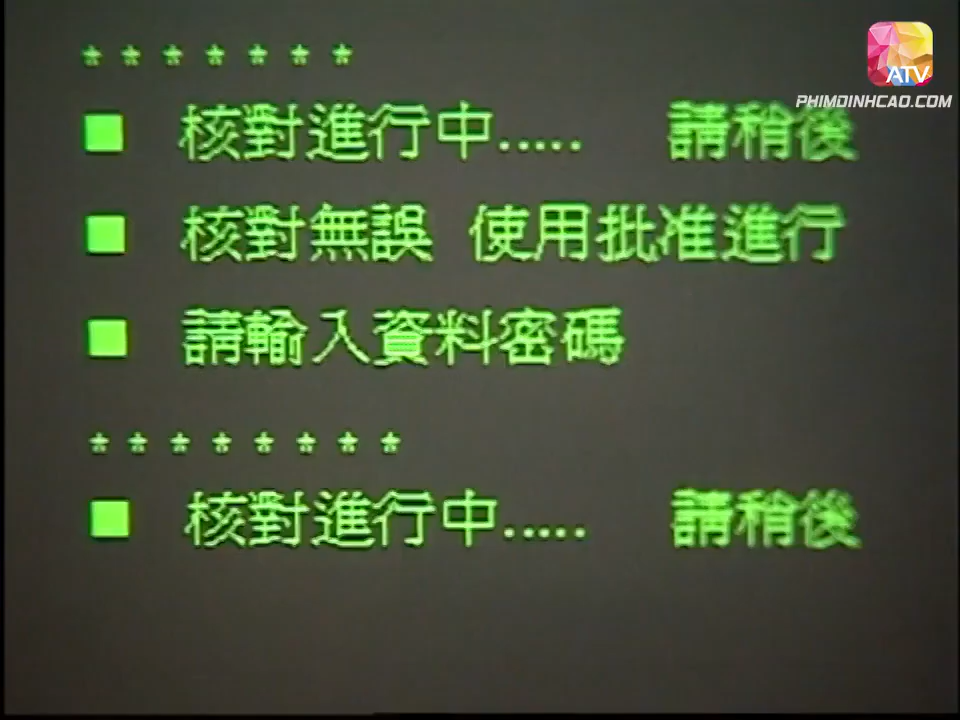 *******
ATV
PHIMDINHCAO.COM
■ 核對進行中..... 請稍後
■ 核對無誤 使用批准進行
■ 請輸入資料密碼
********
■ 核對進行中..... 請稍後